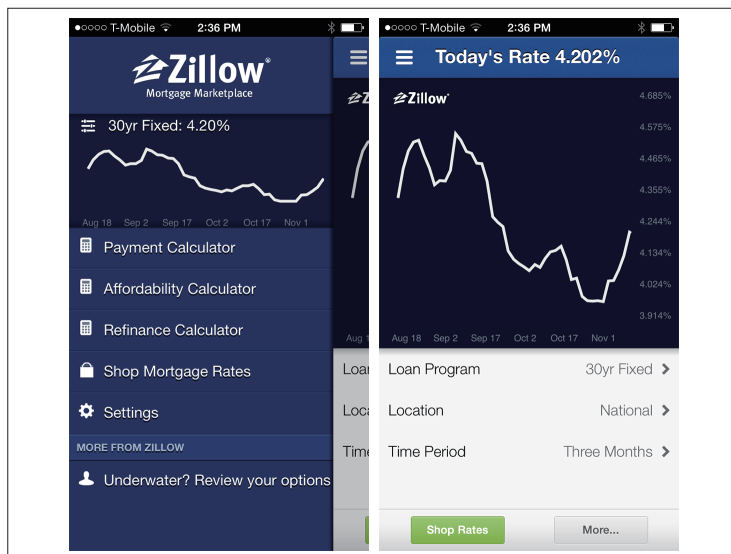 T-Mobile 2:36 PM
Zillow®
Mortgage Marketplace
30yr Fixed: 4.20%
Aug 18 Sep 2 Sep 17 Oct 2 Oct 17 Nov 1
Payment Calculator
Affordability Calculator
Refinance Calculator
Shop Mortgage Rates
Settings
MORE FROM ZILLOW
Underwater? Review your options
Z
Aug 1
Loan
Loca
Time
T-Mobile 2:36 PM
Today's Rate 4.202%
Zillow®
4.685%
4.575%
4.465%
4.355%
4.244%
4.134%
4.024%
3.914%
Aug 18 Sep 2 Sep 17 Oct 2 Oct 17 Nov 1
Loan Program 30yr Fixed
Location National
Time Period Three Months
Shop Rates More...